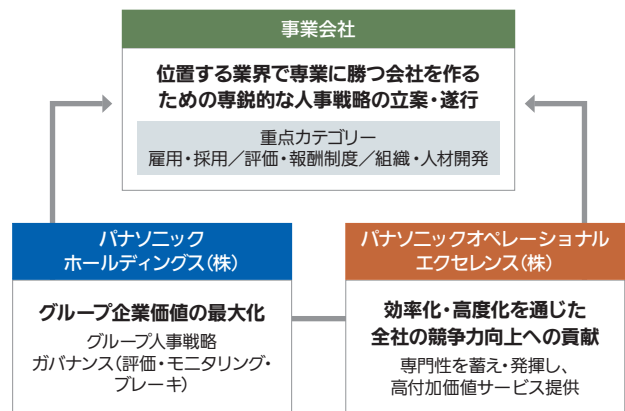 事業会社
位置する業界で専業に勝つ会社を作る
ための専鋭的な人事戦略の立案・遂行
重点カテゴリー
雇用・採用／評価・報酬制度／組織・人材開発
パナソニック
ホールディングス(株)
グループ企業価値の最大化
グループ人事戦略
ガバナンス(評価・モニタリング・
ブレーキ)
パナソニックオペレーショナル
エクセレンス(株)
効率化・高度化を通じた
全社の競争力向上への貢献
専門性を蓄え・発揮し、
高付加価値サービス提供